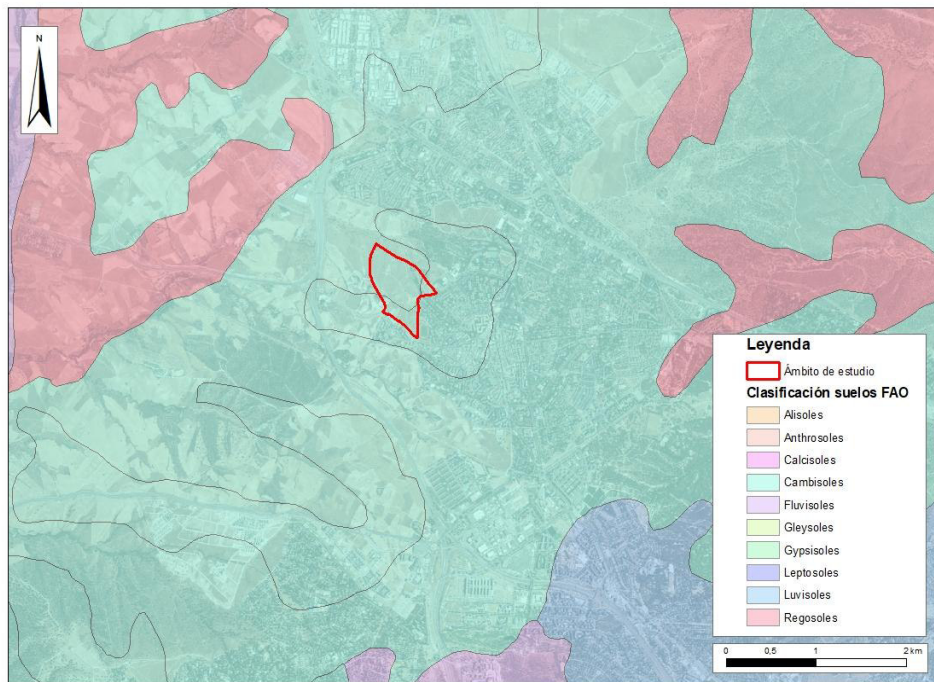 N
Leyenda
Ámbito de estudio
Clasificación suelos FAO
Alisoles
Anthrosoles
Calcisoles
Cambisoles
Fluvisoles
Gleysoles
Gypsisoles
Leptosoles
Luvisoles
Regosoles
0 0,5 1 2 km